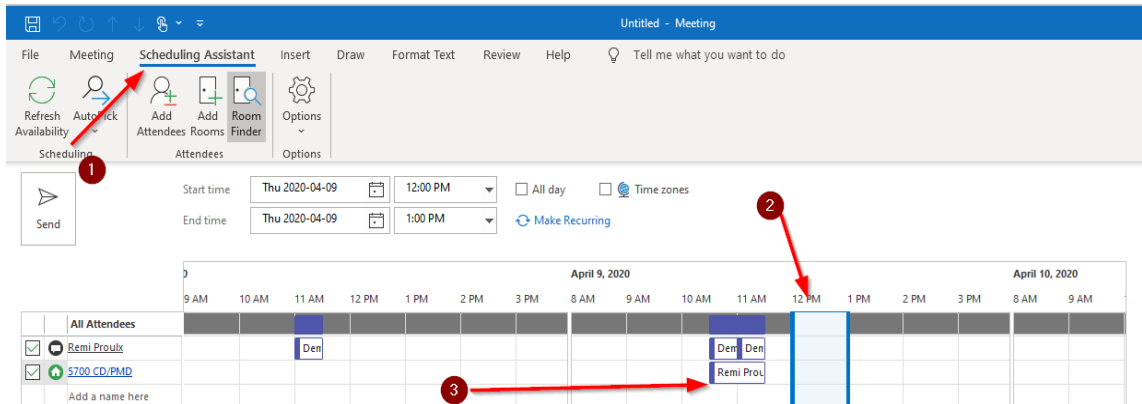 Untitled - Meeting
File Meeting Scheduling Assistant Insert Draw Format Text Review Help Tell me what you want to do
Refresh Availability AutoPick Add Attendees Add Rooms Room Finder Options
Scheduling Attendees Options
1
Send
Start time Thu 2020-04-09 12:00 PM All day Time zones
End time Thu 2020-04-09 1:00 PM Make Recurring
2
0 April 9, 2020 April 10, 2020
9 AM 10 AM 11 AM 12 PM 1 PM 2 PM 3 PM 8 AM 9 AM 10 AM 11 AM 12 PM 1 PM 2 PM 3 PM 8 AM 9 AM
All Attendees
Remi Proulx Den Dem Den
5700 CD/PMD Remi Prou
3
Add a name here